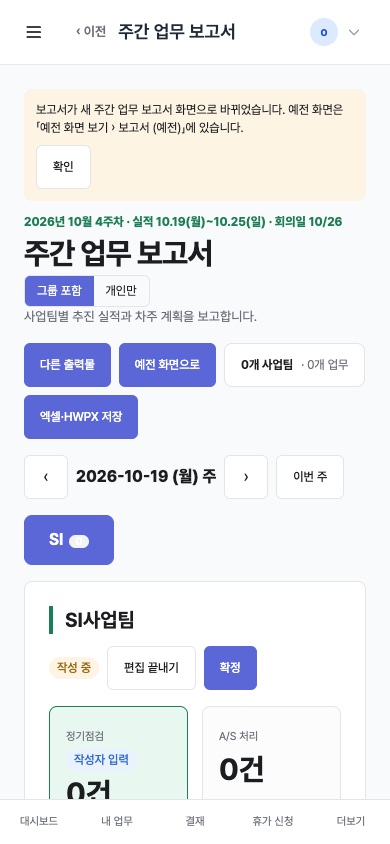 ‹ 이전 주간 업무 보고서
보고서가 새 주간 업무 보고서 화면으로 바뀌었습니다. 예전 화면은
「예전 화면 보기 › 보고서 (예전)」에 있습니다.
확인
2026년 10월 4주차 · 실적 10.19(월)~10.25(일) · 회의일 10/26
주간 업무 보고서
그룹 포함 개인만
사업팀별 추진 실적과 차주 계획을 보고합니다.
다른 출력물 예전 화면으로 0개 사업팀 · 0개 업무
엑셀·HWPX 저장
‹ 2026-10-19 (월) 주 › 이번 주
SI
SI사업팀
작성 중 편집 끝내기 확정
정기점검 A/S 처리
작성자 입력
0건 0건
대시보드 내 업무 결재 휴가 신청 더보기